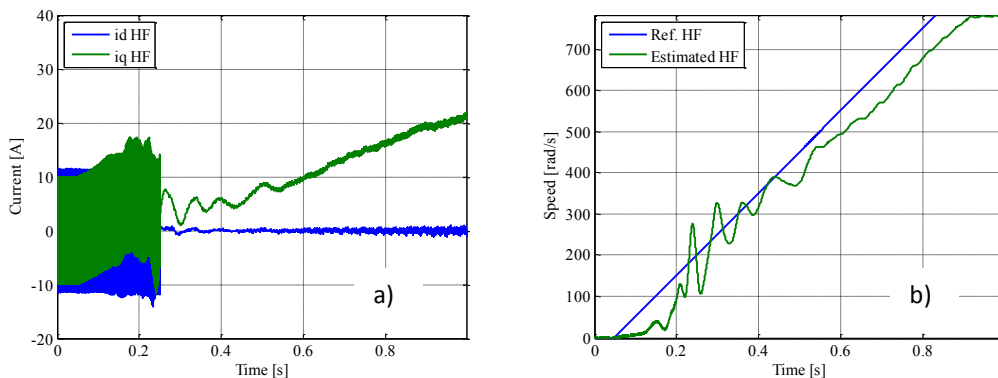 40
30
20
10
0
-10
-20
0
0.2
0.4
0.6
0.8
Time [s]
Current [A]
id HF
iq HF
a)
700
600
500
400
300
200
100
0
0
0.2
0.4
0.6
0.8
Time [s]
Speed [rad/s]
Ref. HF
Estimated HF
b)